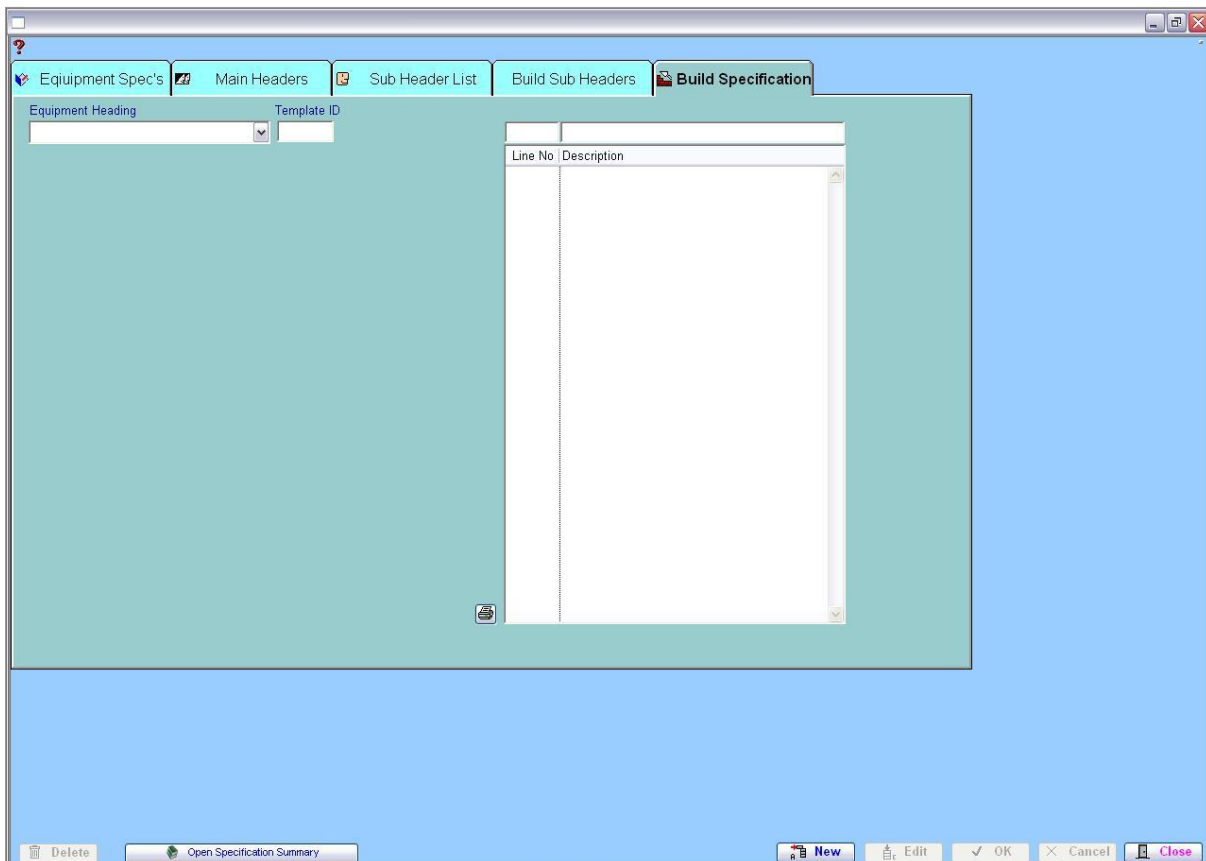 ?
Eqiuipment Spec's Main Headers Sub Header List Build Sub Headers Build Specification
Equipment Heading Template ID
Line No Description
Delete Open Specification Summary New Edit OK Cancel Close